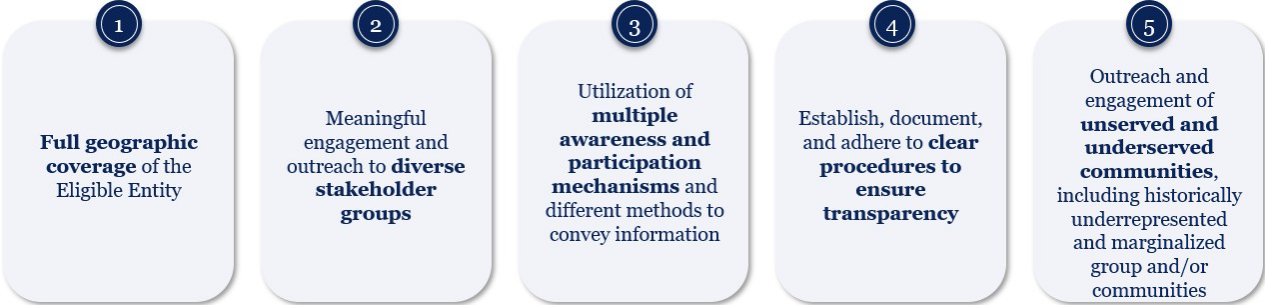 1
Full geographic
coverage of the
Eligible Entity
2
Meaningful
engagement and
outreach to diverse
stakeholder
groups
3
Utilization of
multiple
awareness and
participation
mechanisms and
different methods to
convey information
4
Establish, document,
and adhere to clear
procedures to
ensure
transparency
5
Outreach and
engagement of
unserved and
underserved
communities,
including historically
underrepresented
and marginalized
group and/or
communities